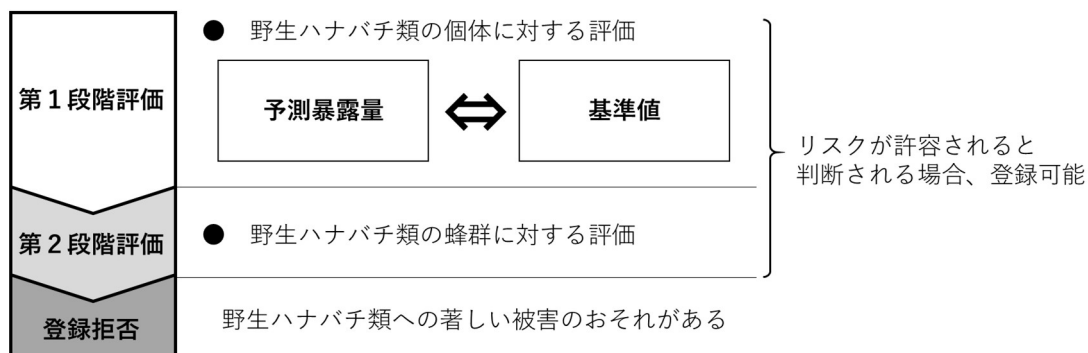 第１段階評価
● 野生ハナバチ類の個体に対する評価
予測暴露量
⇔
基準値
リスクが許容されると
判断される場合、登録可能
第２段階評価
● 野生ハナバチ類の蜂群に対する評価
登録拒否
野生ハナバチ類への著しい被害のおそれがある